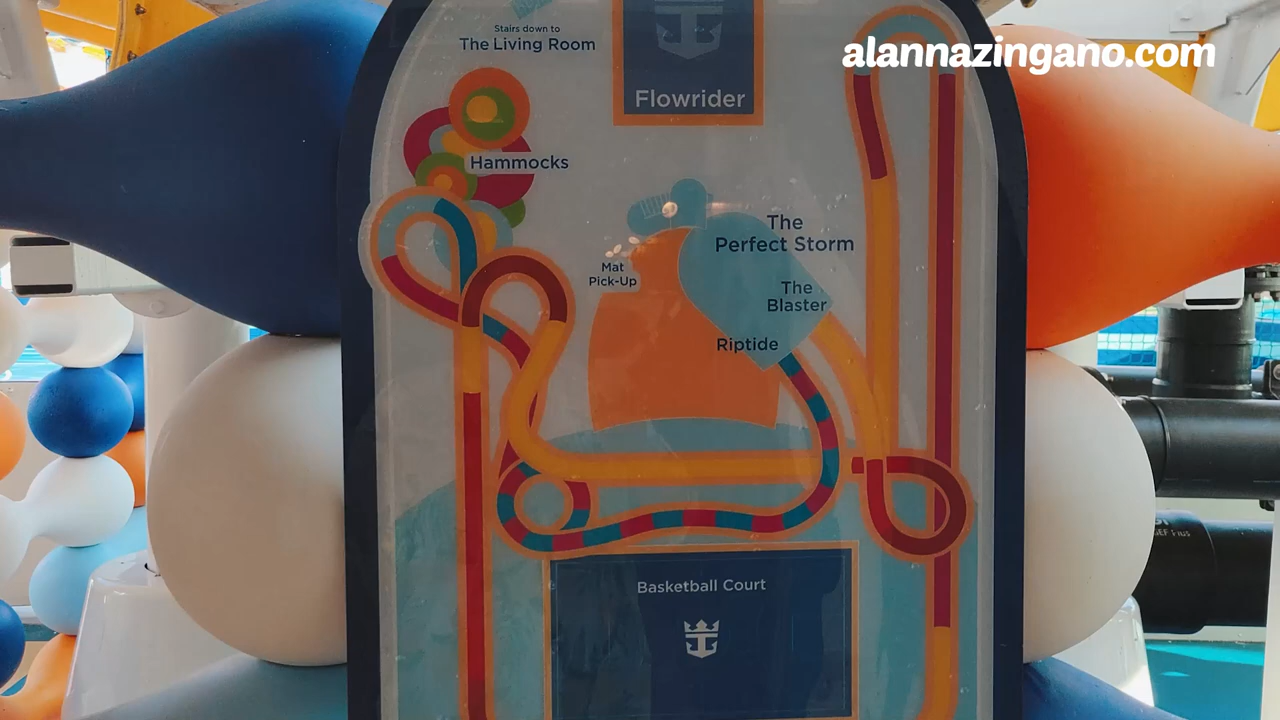 alannazingano.com
Stairs down to
The Living Room
Flowrider
Hammocks
The
Perfect Storm
Mat
Pick-Up
The
Blaster
Riptide
Basketball Court